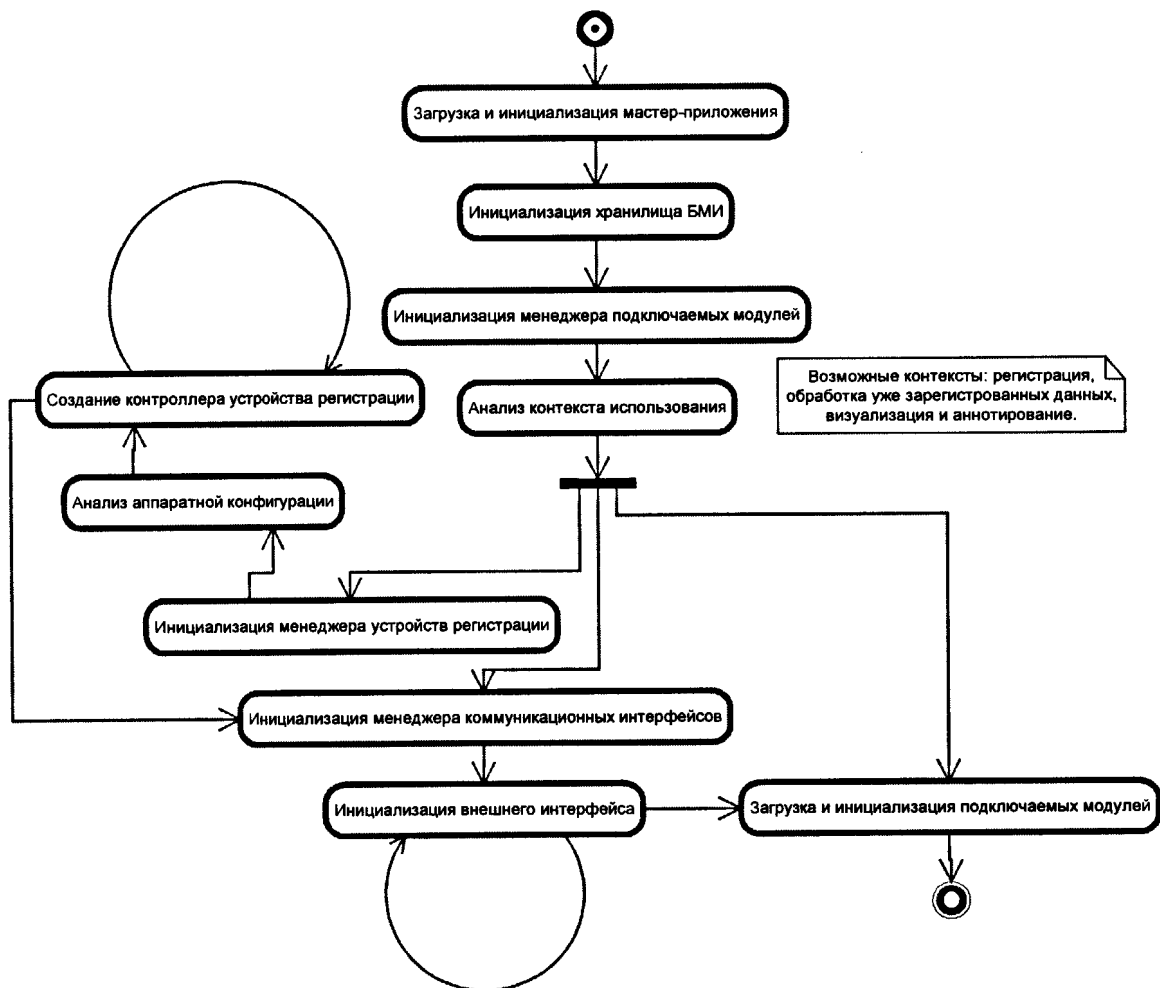 Загрузка и инициализация мастер-приложения
Инициализация хранилища БМИ
Инициализация менеджера подключаемых модулей
Создание контроллера устройства регистрации
Анализ контекста использования
Возможные контексты: регистрация,
обработка уже зарегистрованных данных,
визуализация и аннотирование.
Анализ аппаратной конфигурации
Инициализация менеджера устройств регистрации
Инициализация менеджера коммуникационных интерфейсов
Инициализация внешнего интерфейса
Загрузка и инициализация подключаемых модулей